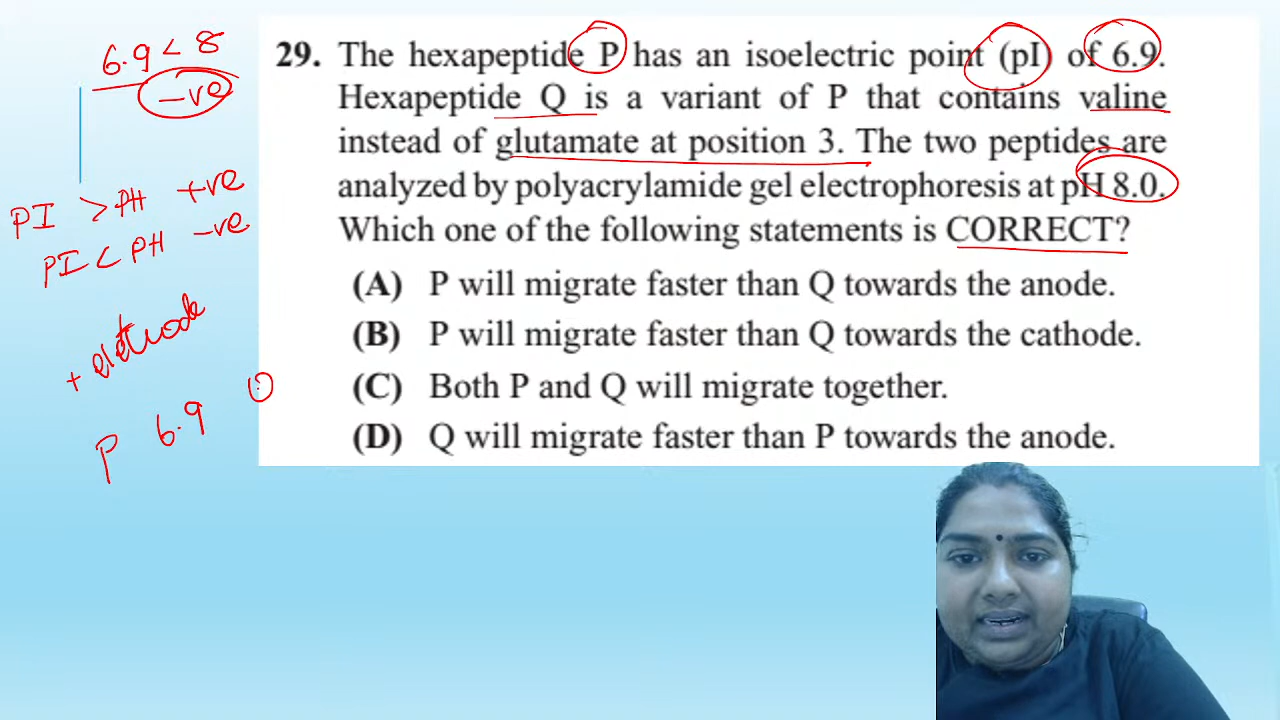 6.9 < 8
-ve
PI > PH +ve
PI < PH -ve
+ eletrode
P 6.9
29. The hexapeptide P has an isoelectric point (pI) of 6.9.
Hexapeptide Q is a variant of P that contains valine
instead of glutamate at position 3. The two peptides are
analyzed by polyacrylamide gel electrophoresis at pH 8.0.
Which one of the following statements is CORRECT?
(A) P will migrate faster than Q towards the anode.
(B) P will migrate faster than Q towards the cathode.
(C) Both P and Q will migrate together.
(D) Q will migrate faster than P towards the anode.